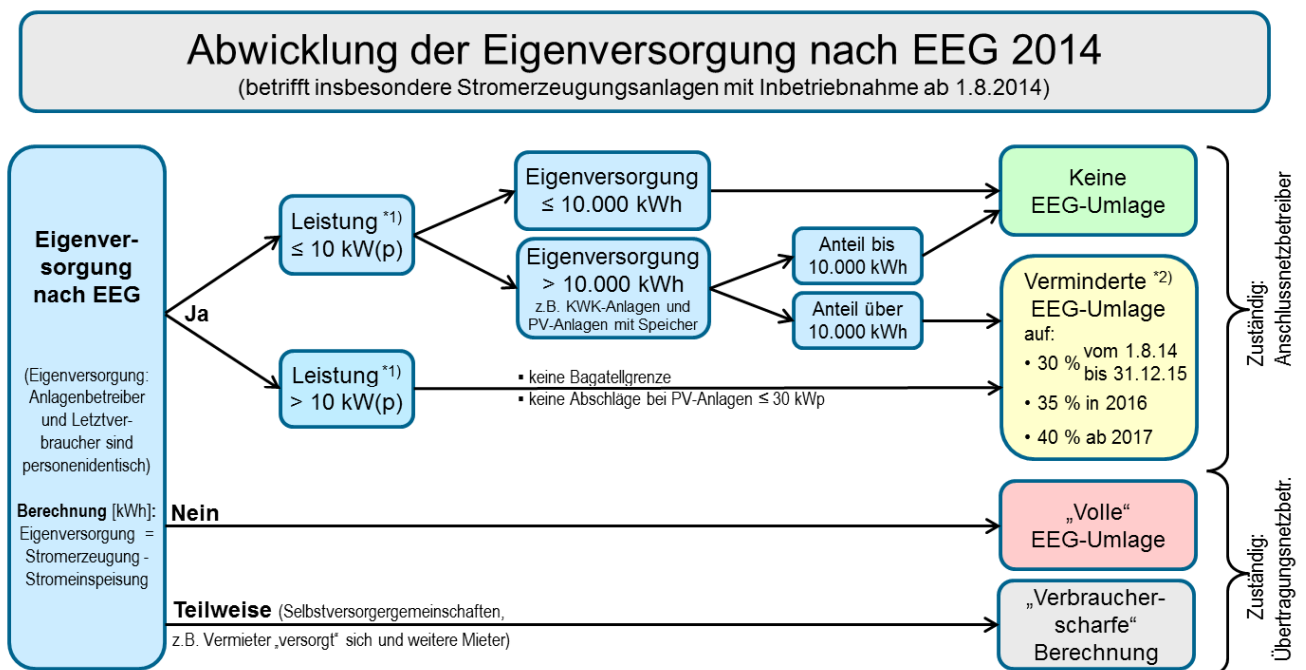 Abwicklung der Eigenversorgung nach EEG 2014
(betrifft insbesondere Stromerzeugungsanlagen mit Inbetriebnahme ab 1.8.2014)
Eigenver-
sorgung
nach EEG
(Eigenversorgung:
Anlagenbetreiber
und Letztver-
braucher sind
personenidentisch)
Berechnung [kWh]:
Eigenversorgung =
Stromerzeugung -
Stromeinspeisung
Ja
Leistung *1)
≤ 10 kW(p)
Eigenversorgung
≤ 10.000 kWh
Eigenversorgung
> 10.000 kWh
z.B. KWK-Anlagen und
PV-Anlagen mit Speicher
Anteil bis
10.000 kWh
Anteil über
10.000 kWh
Leistung *1)
> 10 kW(p)
▪ keine Bagatellgrenze
▪ keine Abschläge bei PV-Anlagen ≤ 30 kWp
Keine
EEG-Umlage
Verminderte *2)
EEG-Umlage
auf:
• 30 % vom 1.8.14
bis 31.12.15
• 35 % in 2016
• 40 % ab 2017
Zuständig:
Anschlussnetzbetreiber
Nein
„Volle“
EEG-Umlage
Teilweise (Selbstversorgergemeinschaften,
z.B. Vermieter „versorgt“ sich und weitere Mieter)
„Verbraucher-
scharfe“
Berechnung
Zuständig:
Übertragungsnetzbetr.